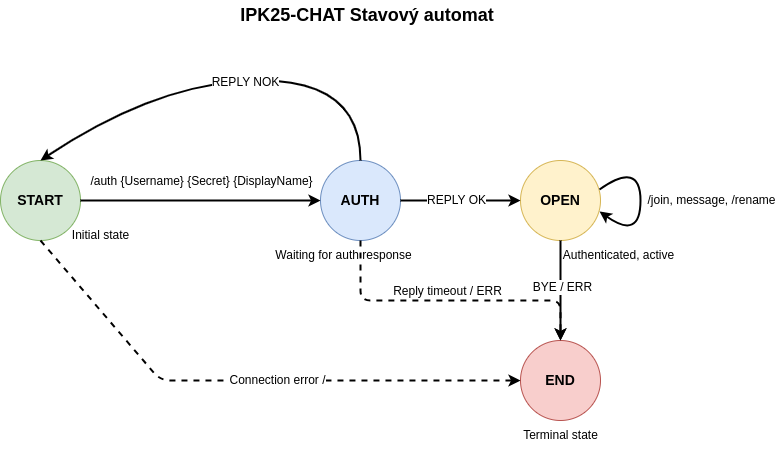 IPK25-CHAT Stavový automat
REPLY NOK
/auth {Username} {Secret} {DisplayName}
START
AUTH
REPLY OK
OPEN
/join, message, /rename
Initial state
Waiting for auth response
Authenticated, active
Reply timeout / ERR
BYE / ERR
Connection error /
END
Terminal state